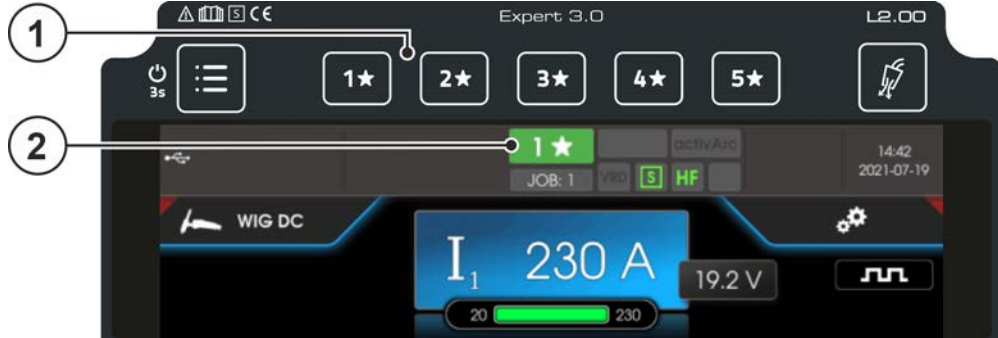 1
S CE Expert 3.0 L2.00
3s 1★ 2★ 3★ 4★ 5★
2
1★ activArc 14:42
JOB: 1 VRD S HF 2021-07-19
WIG DC
I1 230 A
19.2 V
20 230